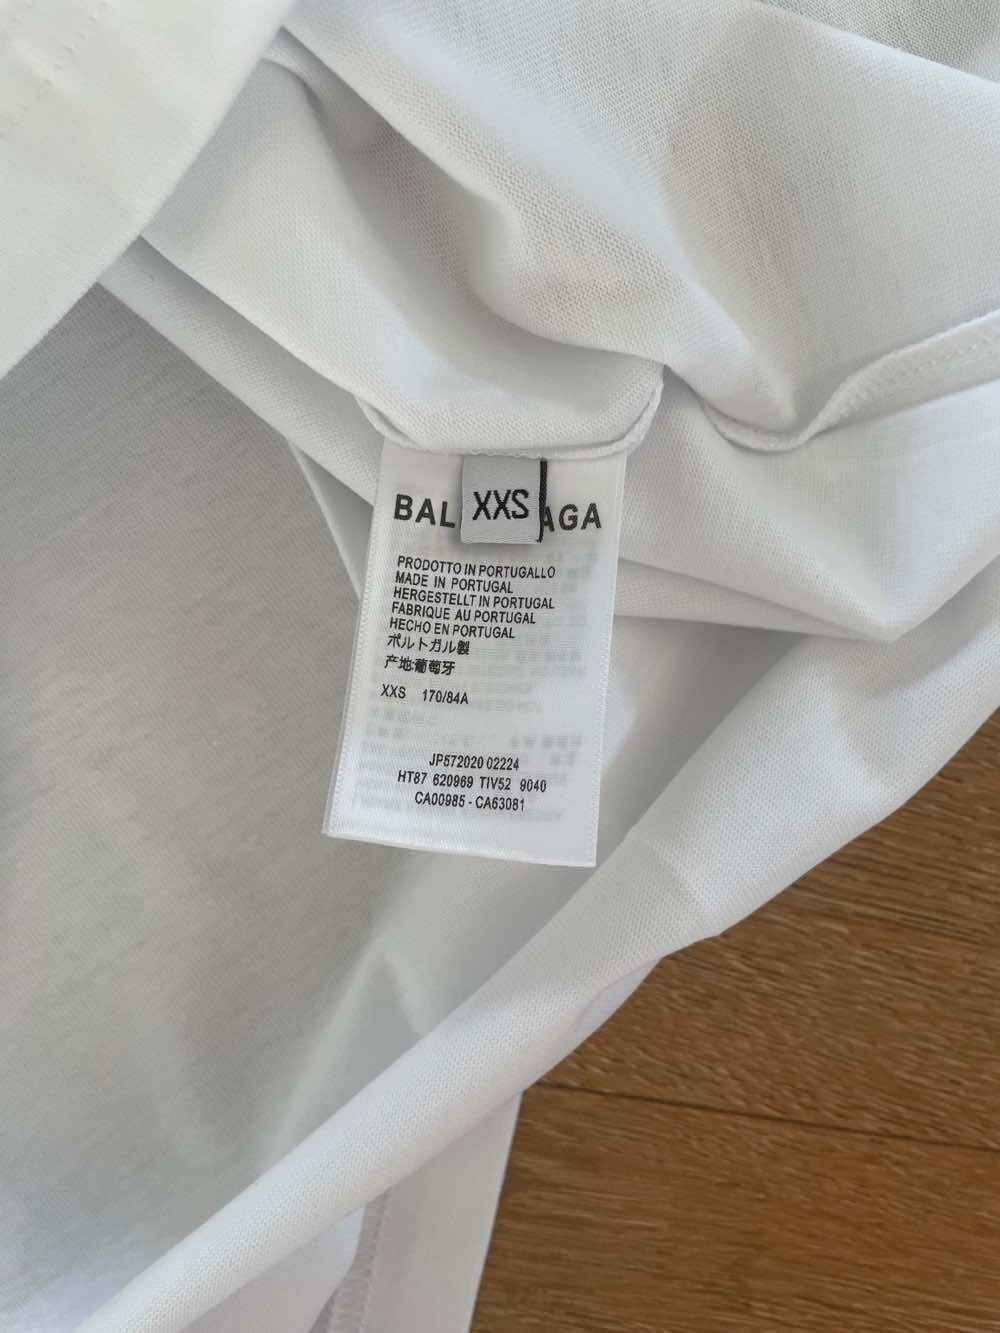 BAL AGA
XXS
PRODOTTO IN PORTUGALLO
MADE IN PORTUGAL
HERGESTELLT IN PORTUGAL
FABRIQUE AU PORTUGAL
HECHO EN PORTUGAL
ポルトガル製
产地:葡萄牙
XXS 170/84A
JP572020 02224
HT87 620969 TIV52 9040
CA00985 - CA63081